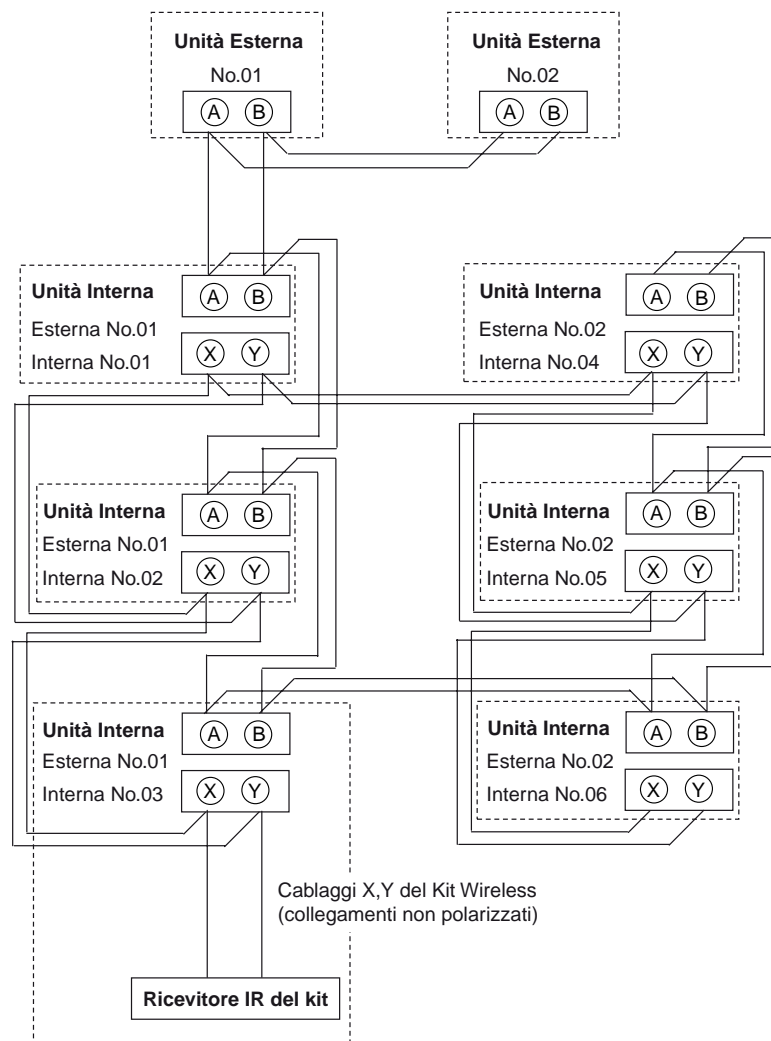 Unità Esterna
No.01
A B
Unità Esterna
No.02
A B
Unità Interna
A B
Esterna No.01
Interna No.01
X Y
Unità Interna
A B
Esterna No.02
Interna No.04
X Y
Unità Interna
A B
Esterna No.01
Interna No.02
X Y
Unità Interna
A B
Esterna No.02
Interna No.05
X Y
Unità Interna
A B
Esterna No.01
Interna No.03
X Y
Unità Interna
A B
Esterna No.02
Interna No.06
X Y
Cablaggi X,Y del Kit Wireless
(collegamenti non polarizzati)
Ricevitore IR del kit